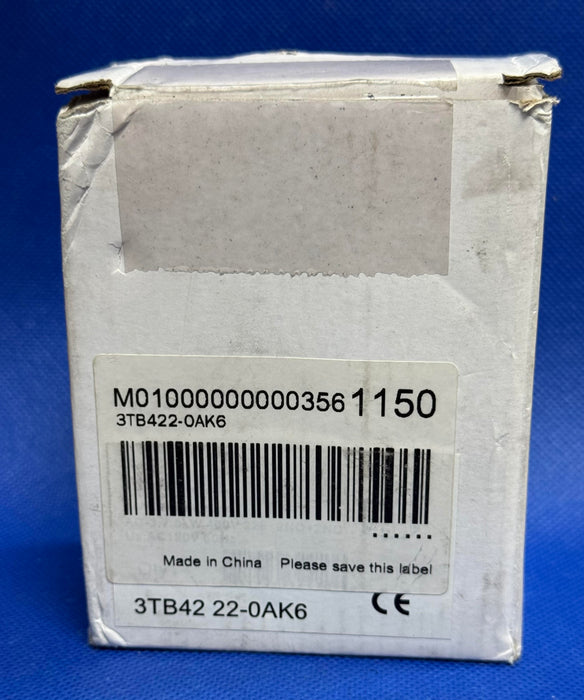 M01000000000356 1150
3TB422-0AK6
Made in China Please save this label
3TB42 22-0AK6 CE